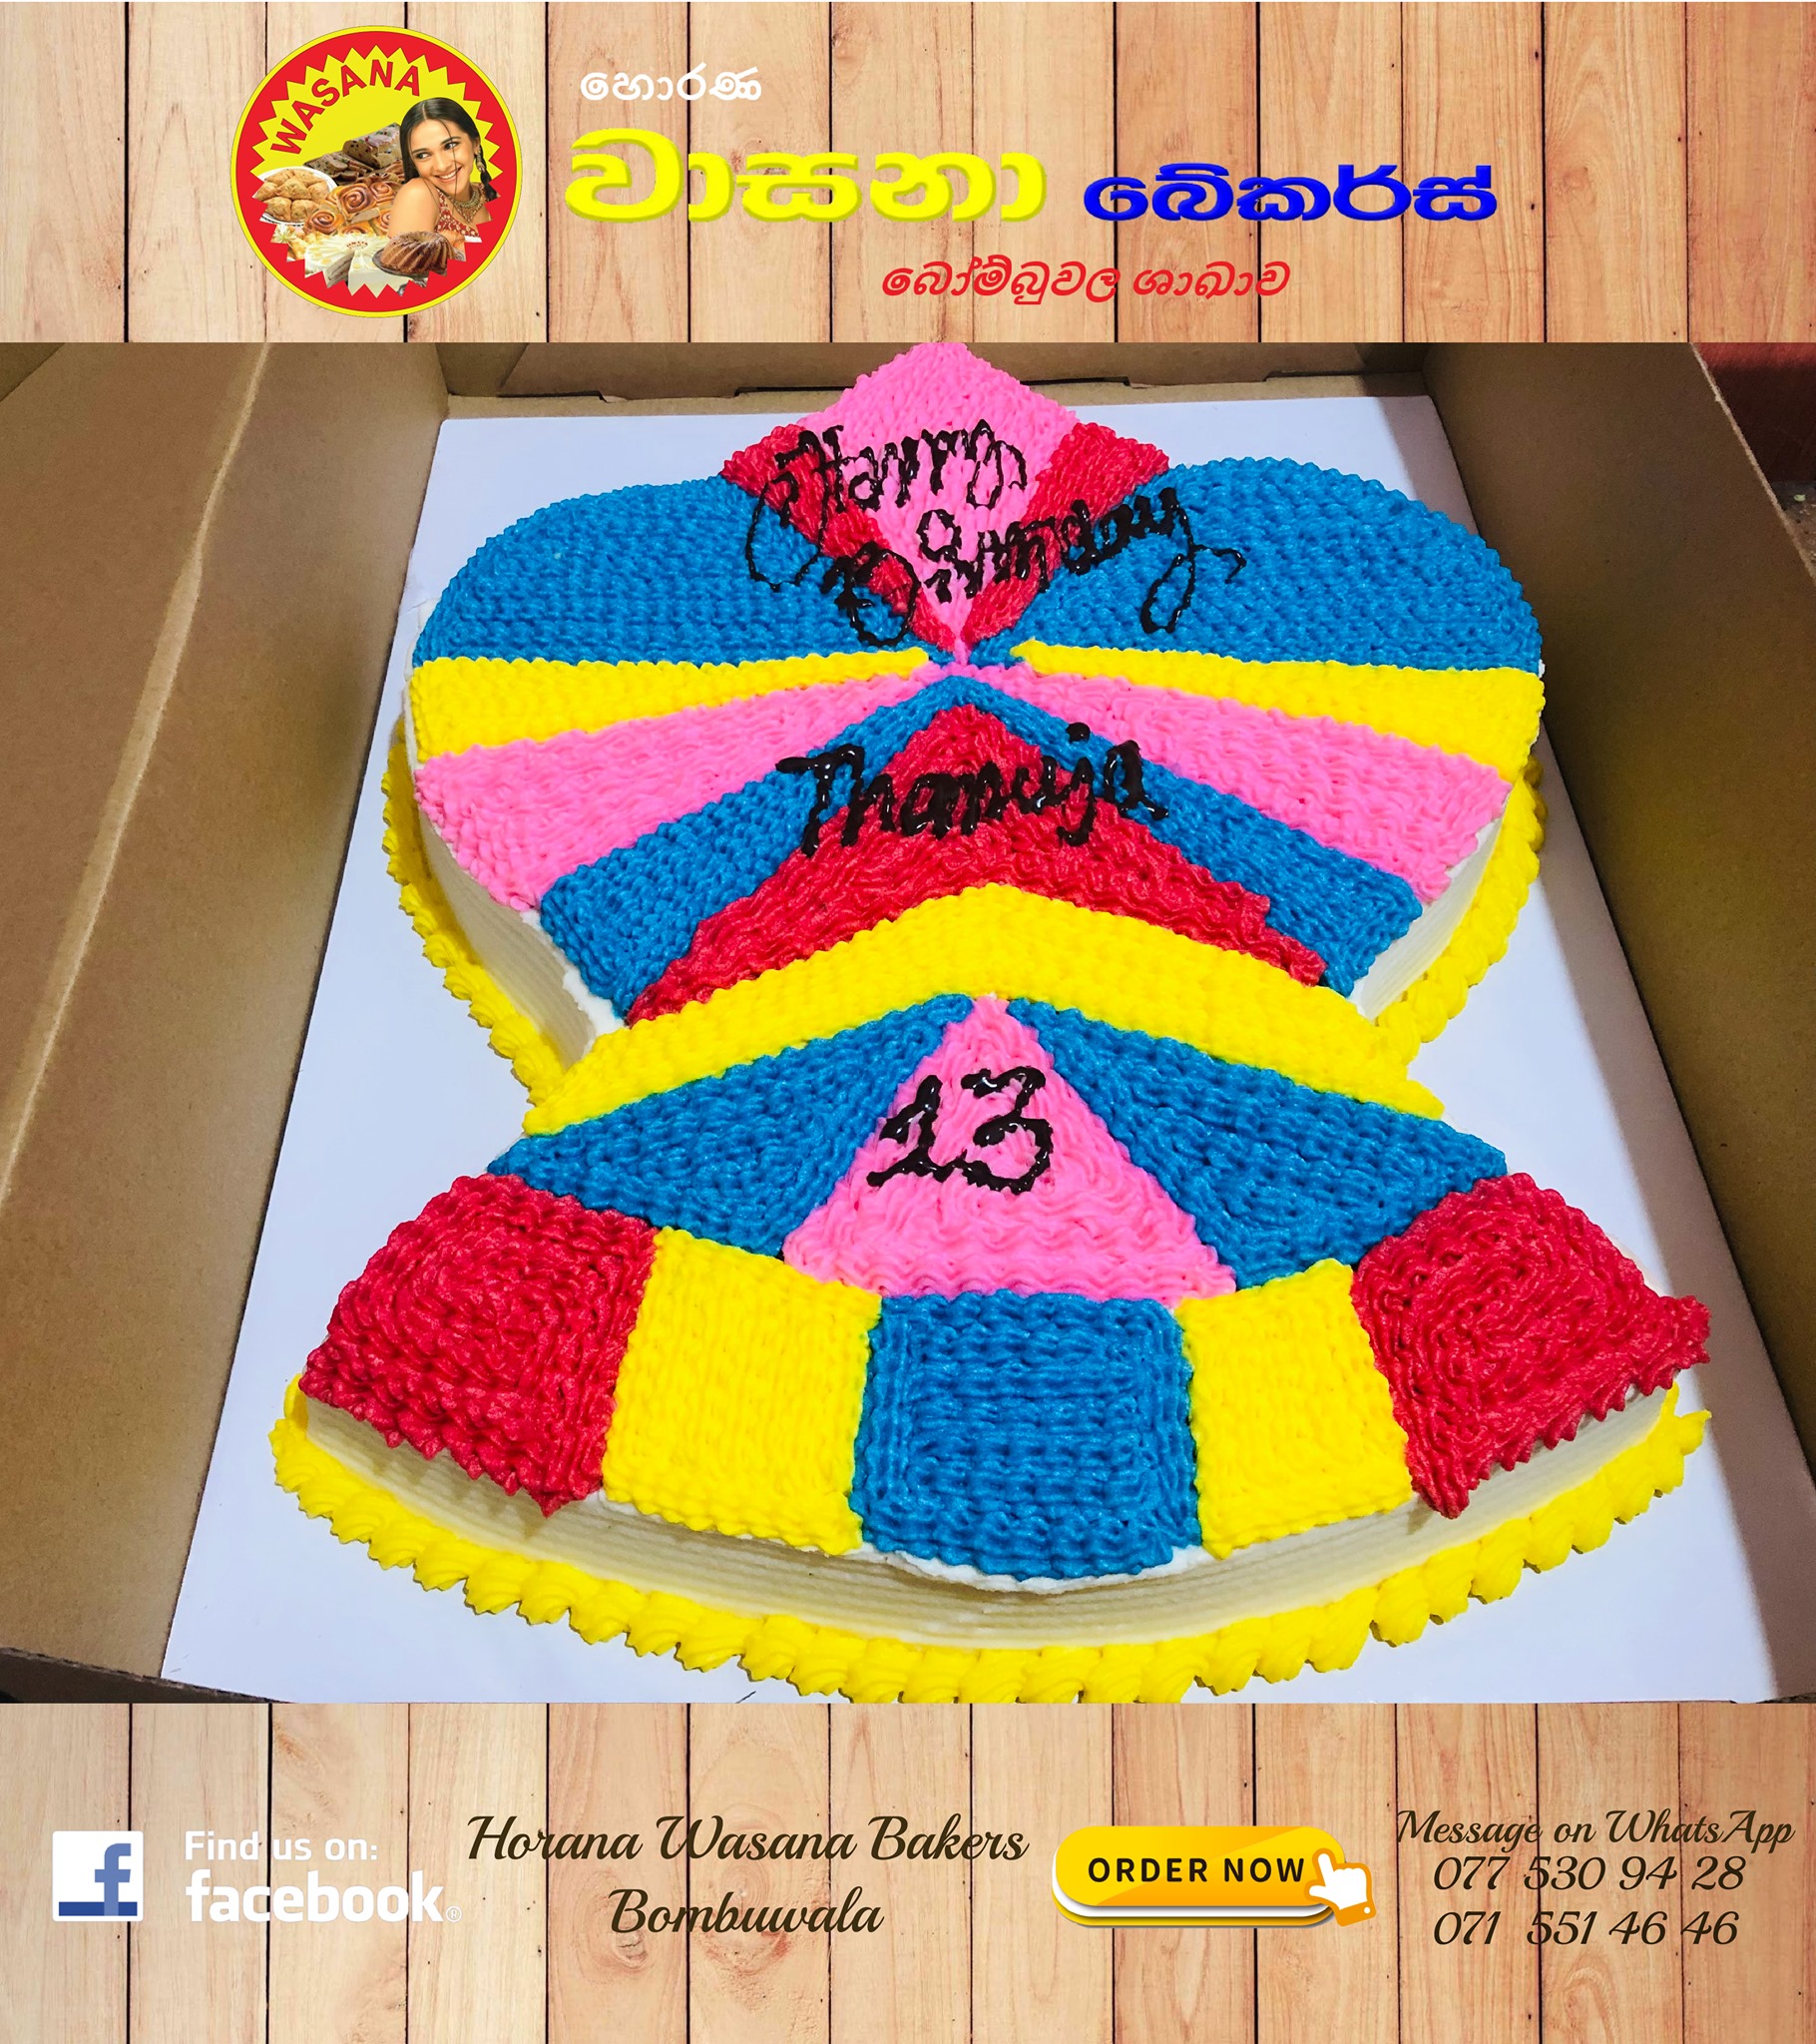 WASANA
හොරණ
වාසනා බේකර්ස්
බෝම්බුවල ශාඛාව
Happy
Birthday
Thanuja
13
Find us on:
facebook®
Horana Wasana Bakers
Bombuwala
ORDER NOW
Message on WhatsApp
077 530 94 28
071 551 46 46